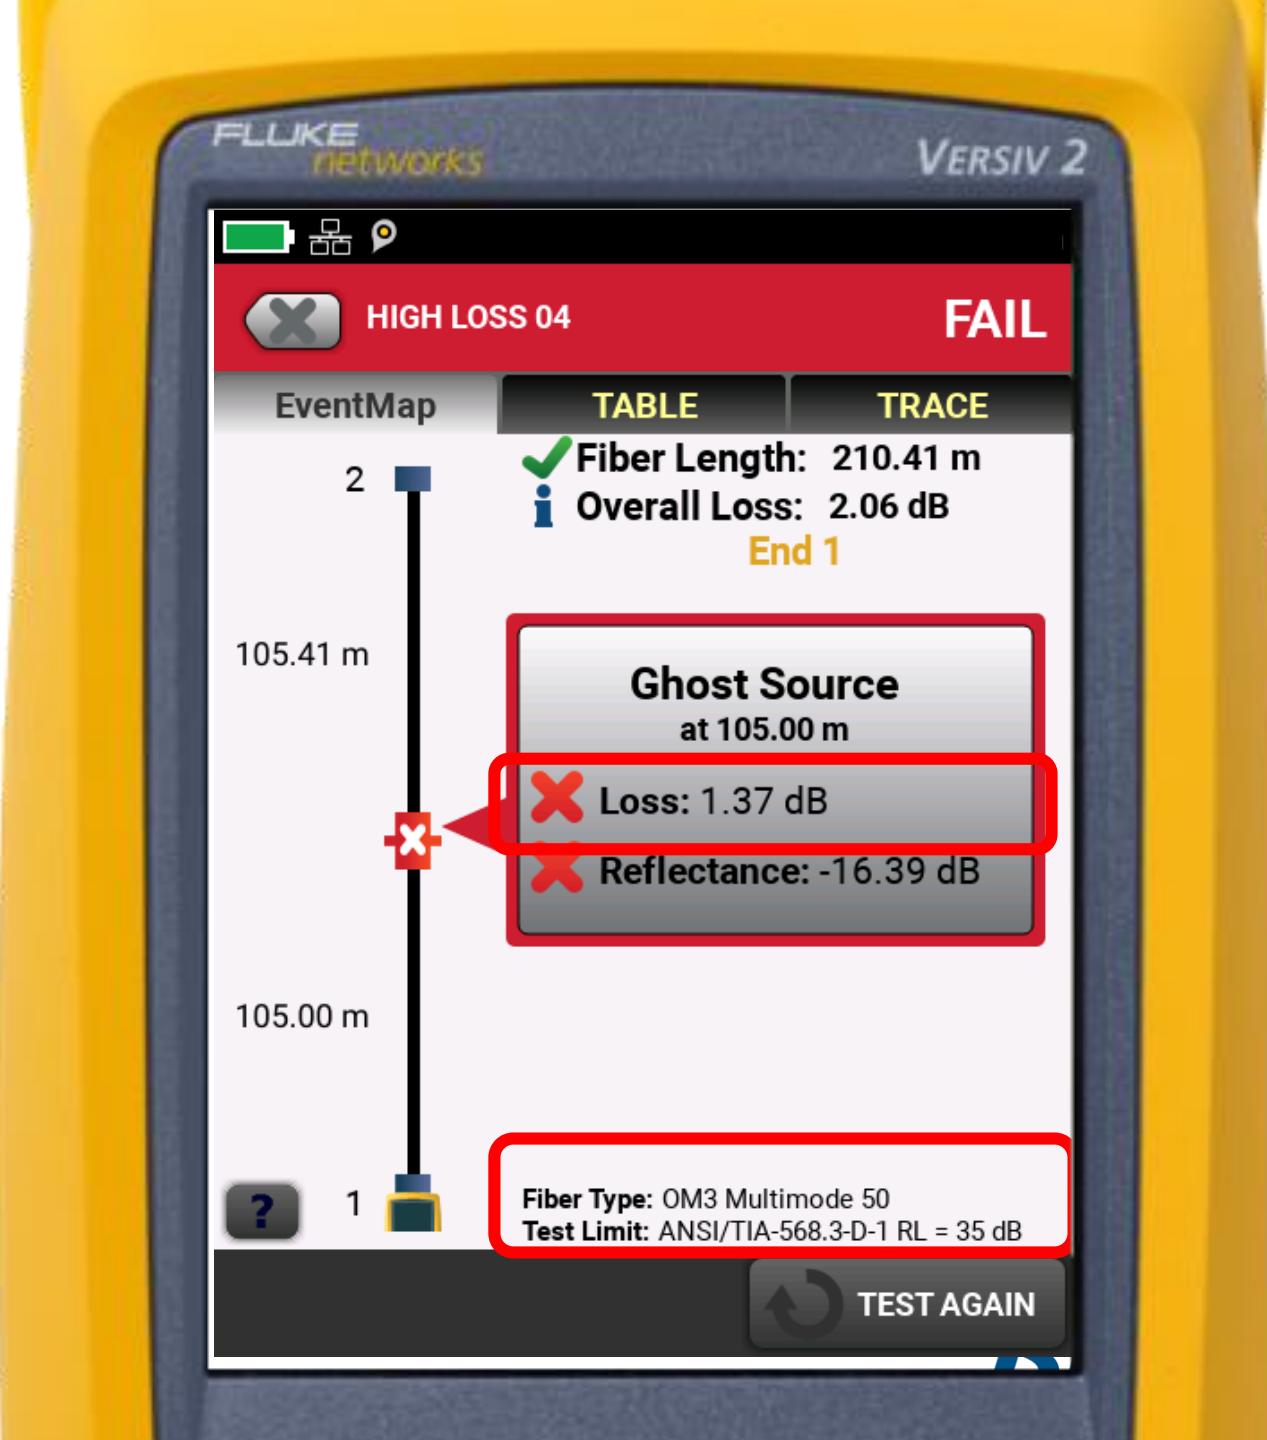 FLUKE
networks
VERSIV 2
HIGH LOSS 04
FAIL
EventMap
TABLE
TRACE
2
Fiber Length: 210.41 m
i Overall Loss: 2.06 dB
End 1
105.41 m
Ghost Source
at 105.00 m
Loss: 1.37 dB
Reflectance: -16.39 dB
105.00 m
?
1
Fiber Type: OM3 Multimode 50
Test Limit: ANSI/TIA-568.3-D-1 RL = 35 dB
TEST AGAIN